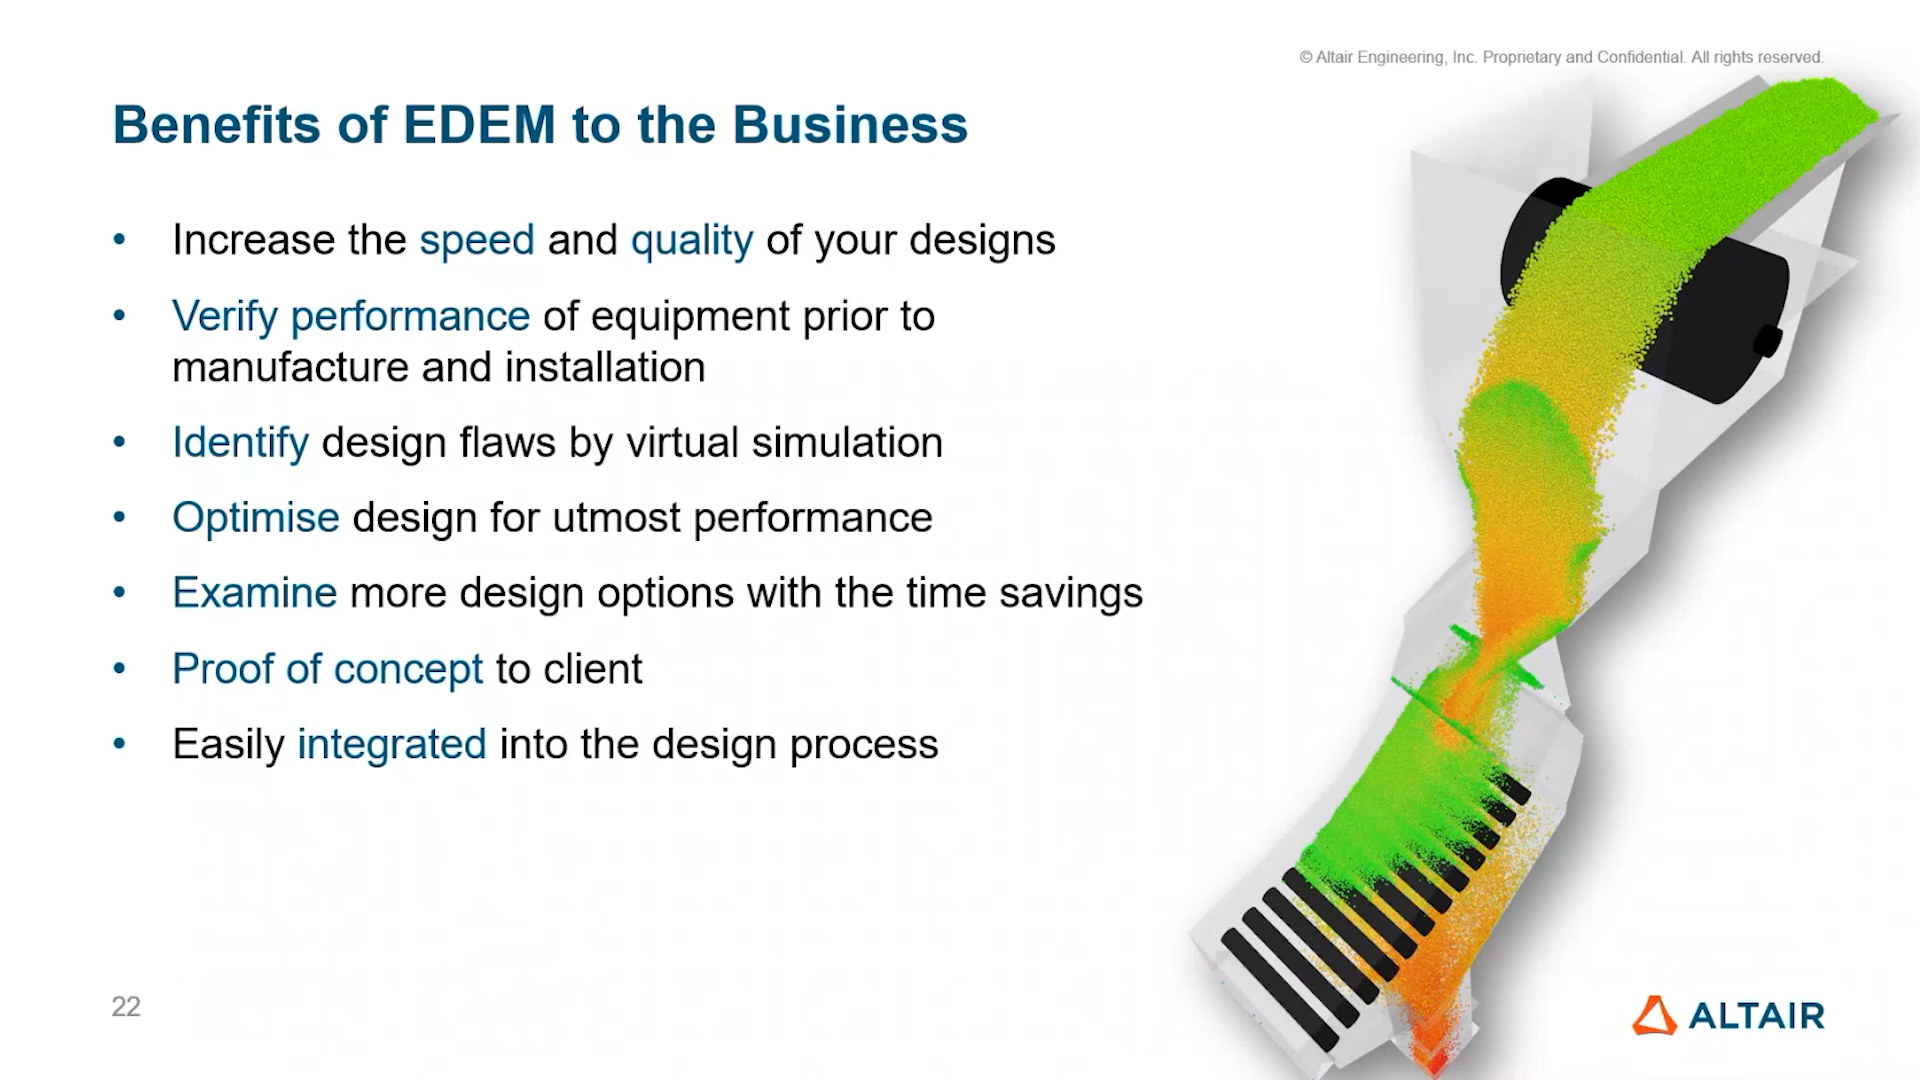 © Altair Engineering, Inc. Proprietary and Confidential. All rights reserved.
Benefits of EDEM to the Business
• Increase the speed and quality of your designs
• Verify performance of equipment prior to
manufacture and installation
• Identify design flaws by virtual simulation
• Optimise design for utmost performance
• Examine more design options with the time savings
• Proof of concept to client
• Easily integrated into the design process
22
ALTAIR